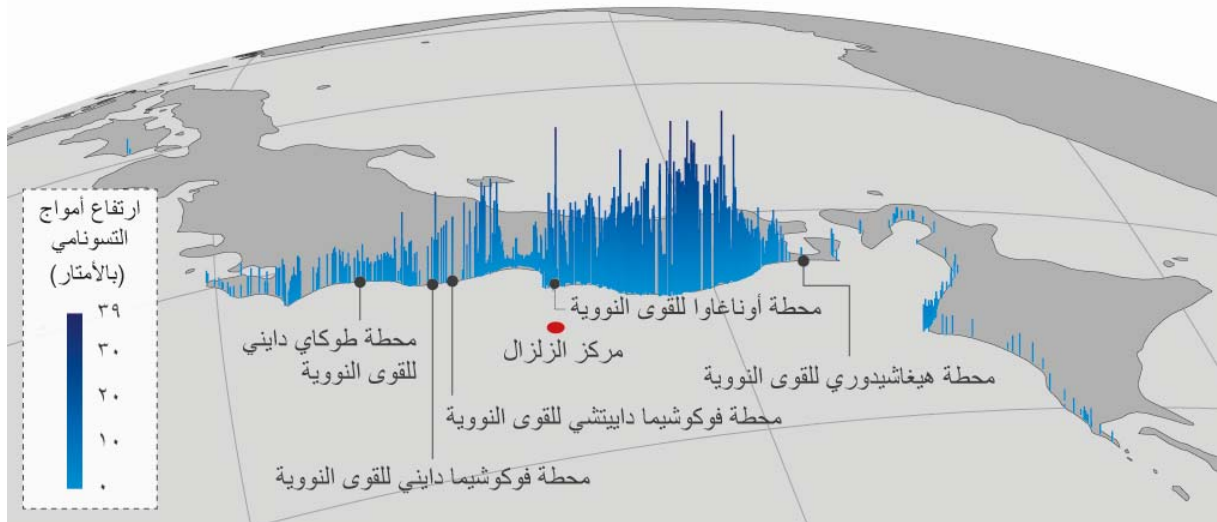 ارتفاع أمواج
التسونامي
(بالأمتار)
٣٩
٣٠
٢٠
١٠
٠
محطة أوناغاوا للقوى النووية
مركز الزلزال
محطة طوكاي دايني
للقوى النووية
محطة هيغاشيدوري للقوى النووية
محطة فوكوشيما داييتشي للقوى النووية
محطة فوكوشيما دايني للقوى النووية